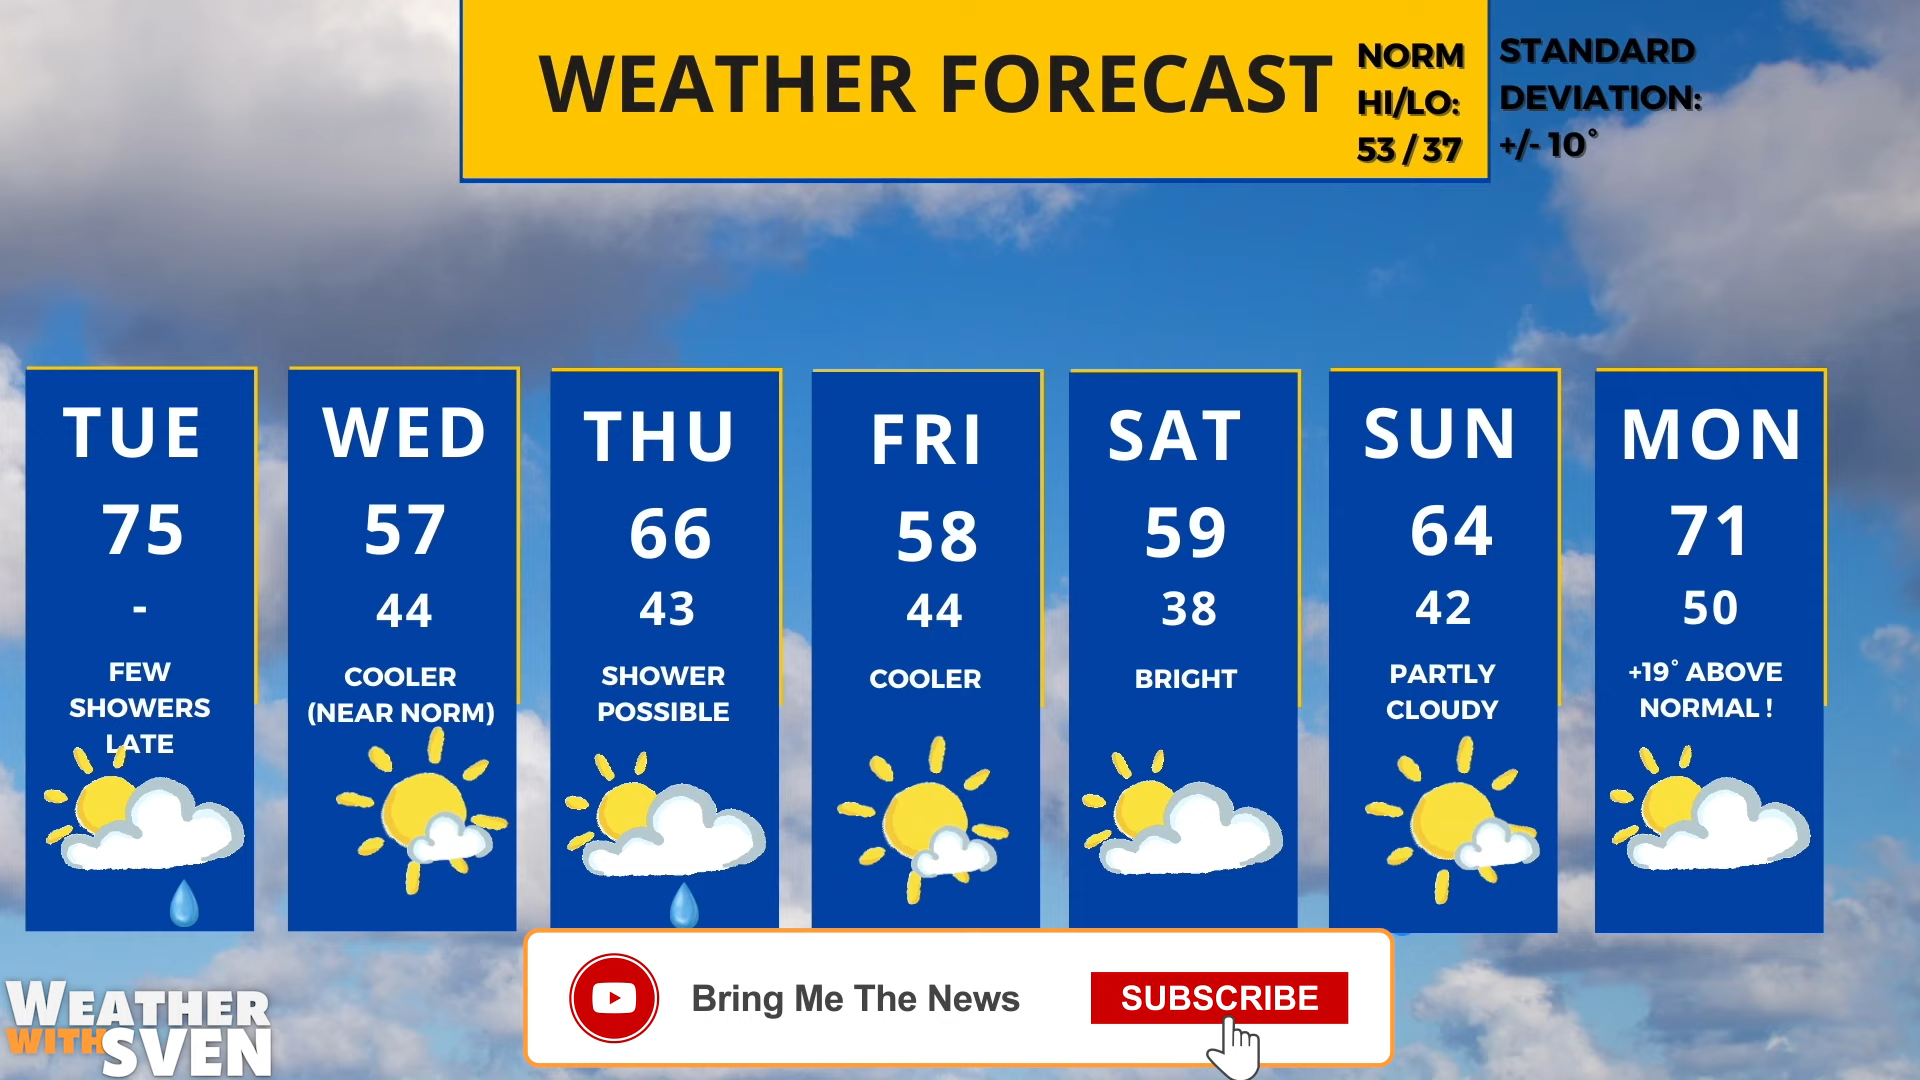 WEATHER FORECAST
NORM
HI/LO:
53 / 37
STANDARD
DEVIATION:
+/- 10°
TUE
75
-
FEW
SHOWERS
LATE
WED
57
44
COOLER
(NEAR NORM)
THU
66
43
SHOWER
POSSIBLE
FRI
58
44
COOLER
SAT
59
38
BRIGHT
SUN
64
42
PARTLY
CLOUDY
MON
71
50
+19° ABOVE
NORMAL !
Bring Me The News
SUBSCRIBE
WEATHER
WITH SVEN